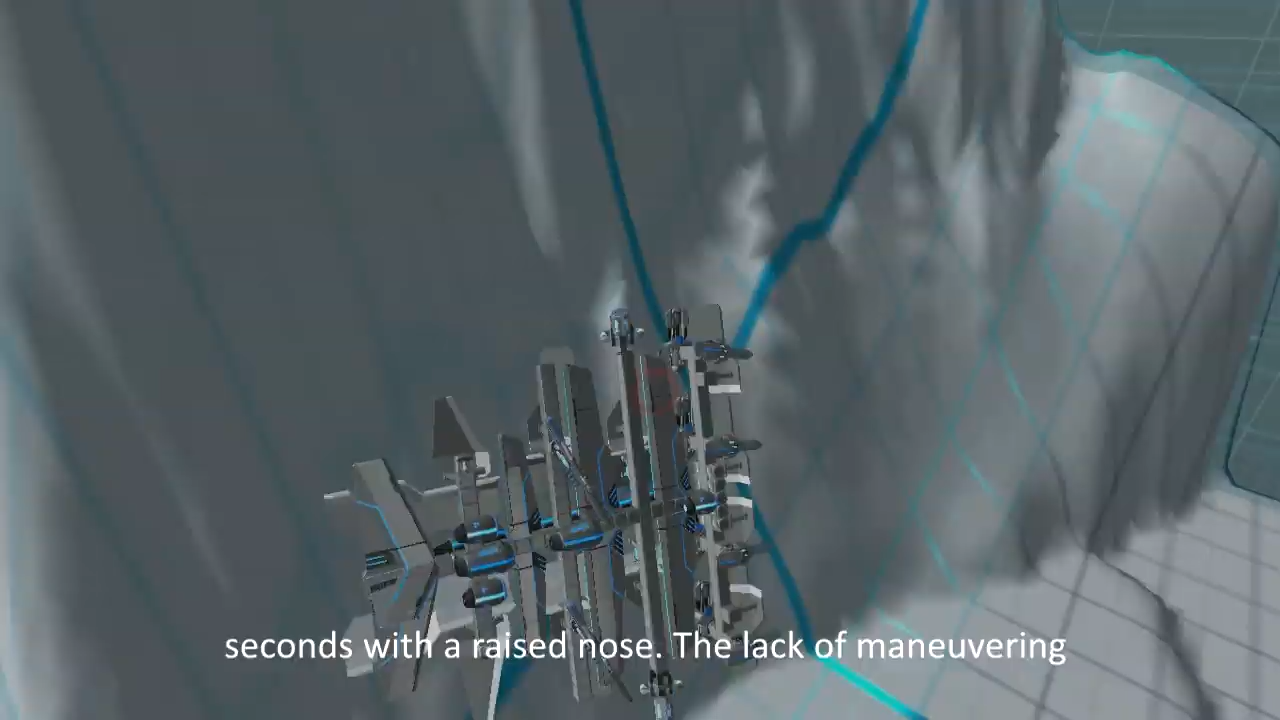 seconds with a raised nose. The lack of maneuvering